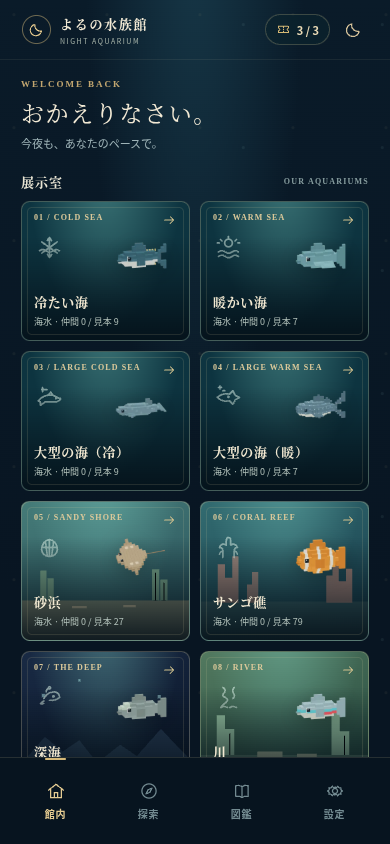 よるの水族館
NIGHT AQUARIUM
3 / 3
WELCOME BACK
おかえりなさい。
今夜も、あなたのペースで。
展示室
OUR AQUARIUMS
01 / COLD SEA
冷たい海
海水 · 仲間 0 / 見本 9
02 / WARM SEA
暖かい海
海水 · 仲間 0 / 見本 7
03 / LARGE COLD SEA
大型の海（冷）
海水 · 仲間 0 / 見本 9
04 / LARGE WARM SEA
大型の海（暖）
海水 · 仲間 0 / 見本 7
05 / SANDY SHORE
砂浜
海水 · 仲間 0 / 見本 27
06 / CORAL REEF
サンゴ礁
海水 · 仲間 0 / 見本 79
07 / THE DEEP
深海
08 / RIVER
川
館内
探索
図鑑
設定